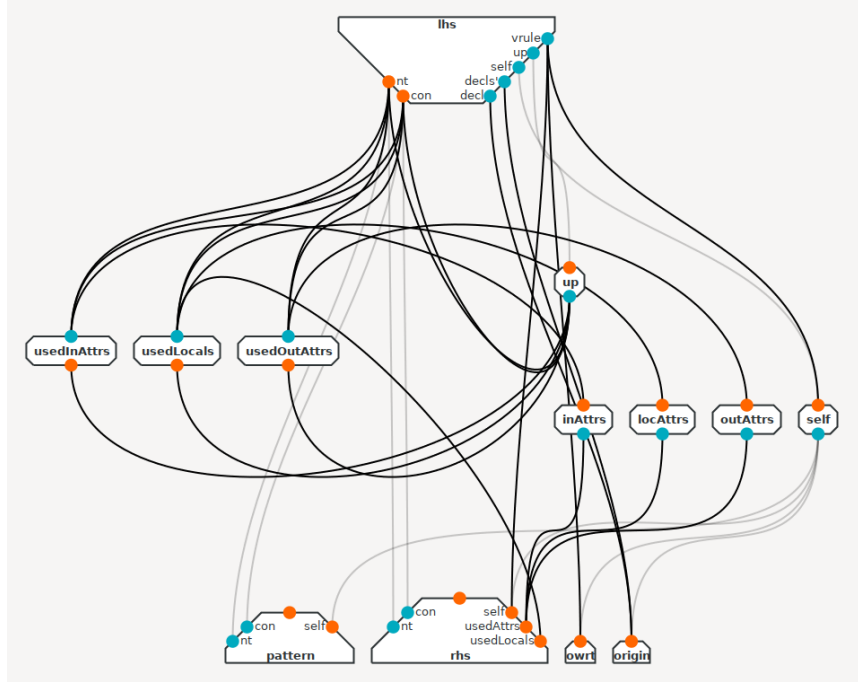 lhs
vrule
up
self
nt decls'
con decl
up
usedInAttrs usedLocals usedOutAttrs
inAttrs locAttrs outAttrs self
con con self
nt self nt usedAttrs
usedLocals
pattern rhs owrt origin